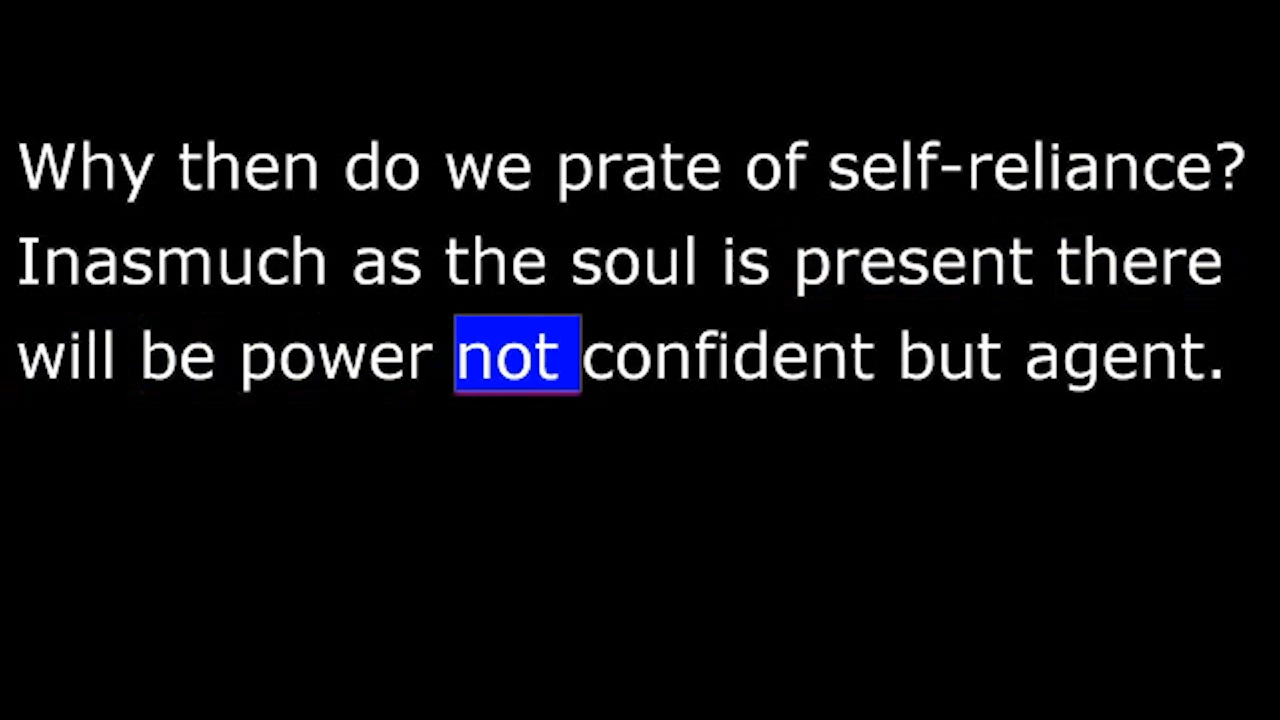 Why then do we prate of self-reliance?
Inasmuch as the soul is present there
will be power not confident but agent.